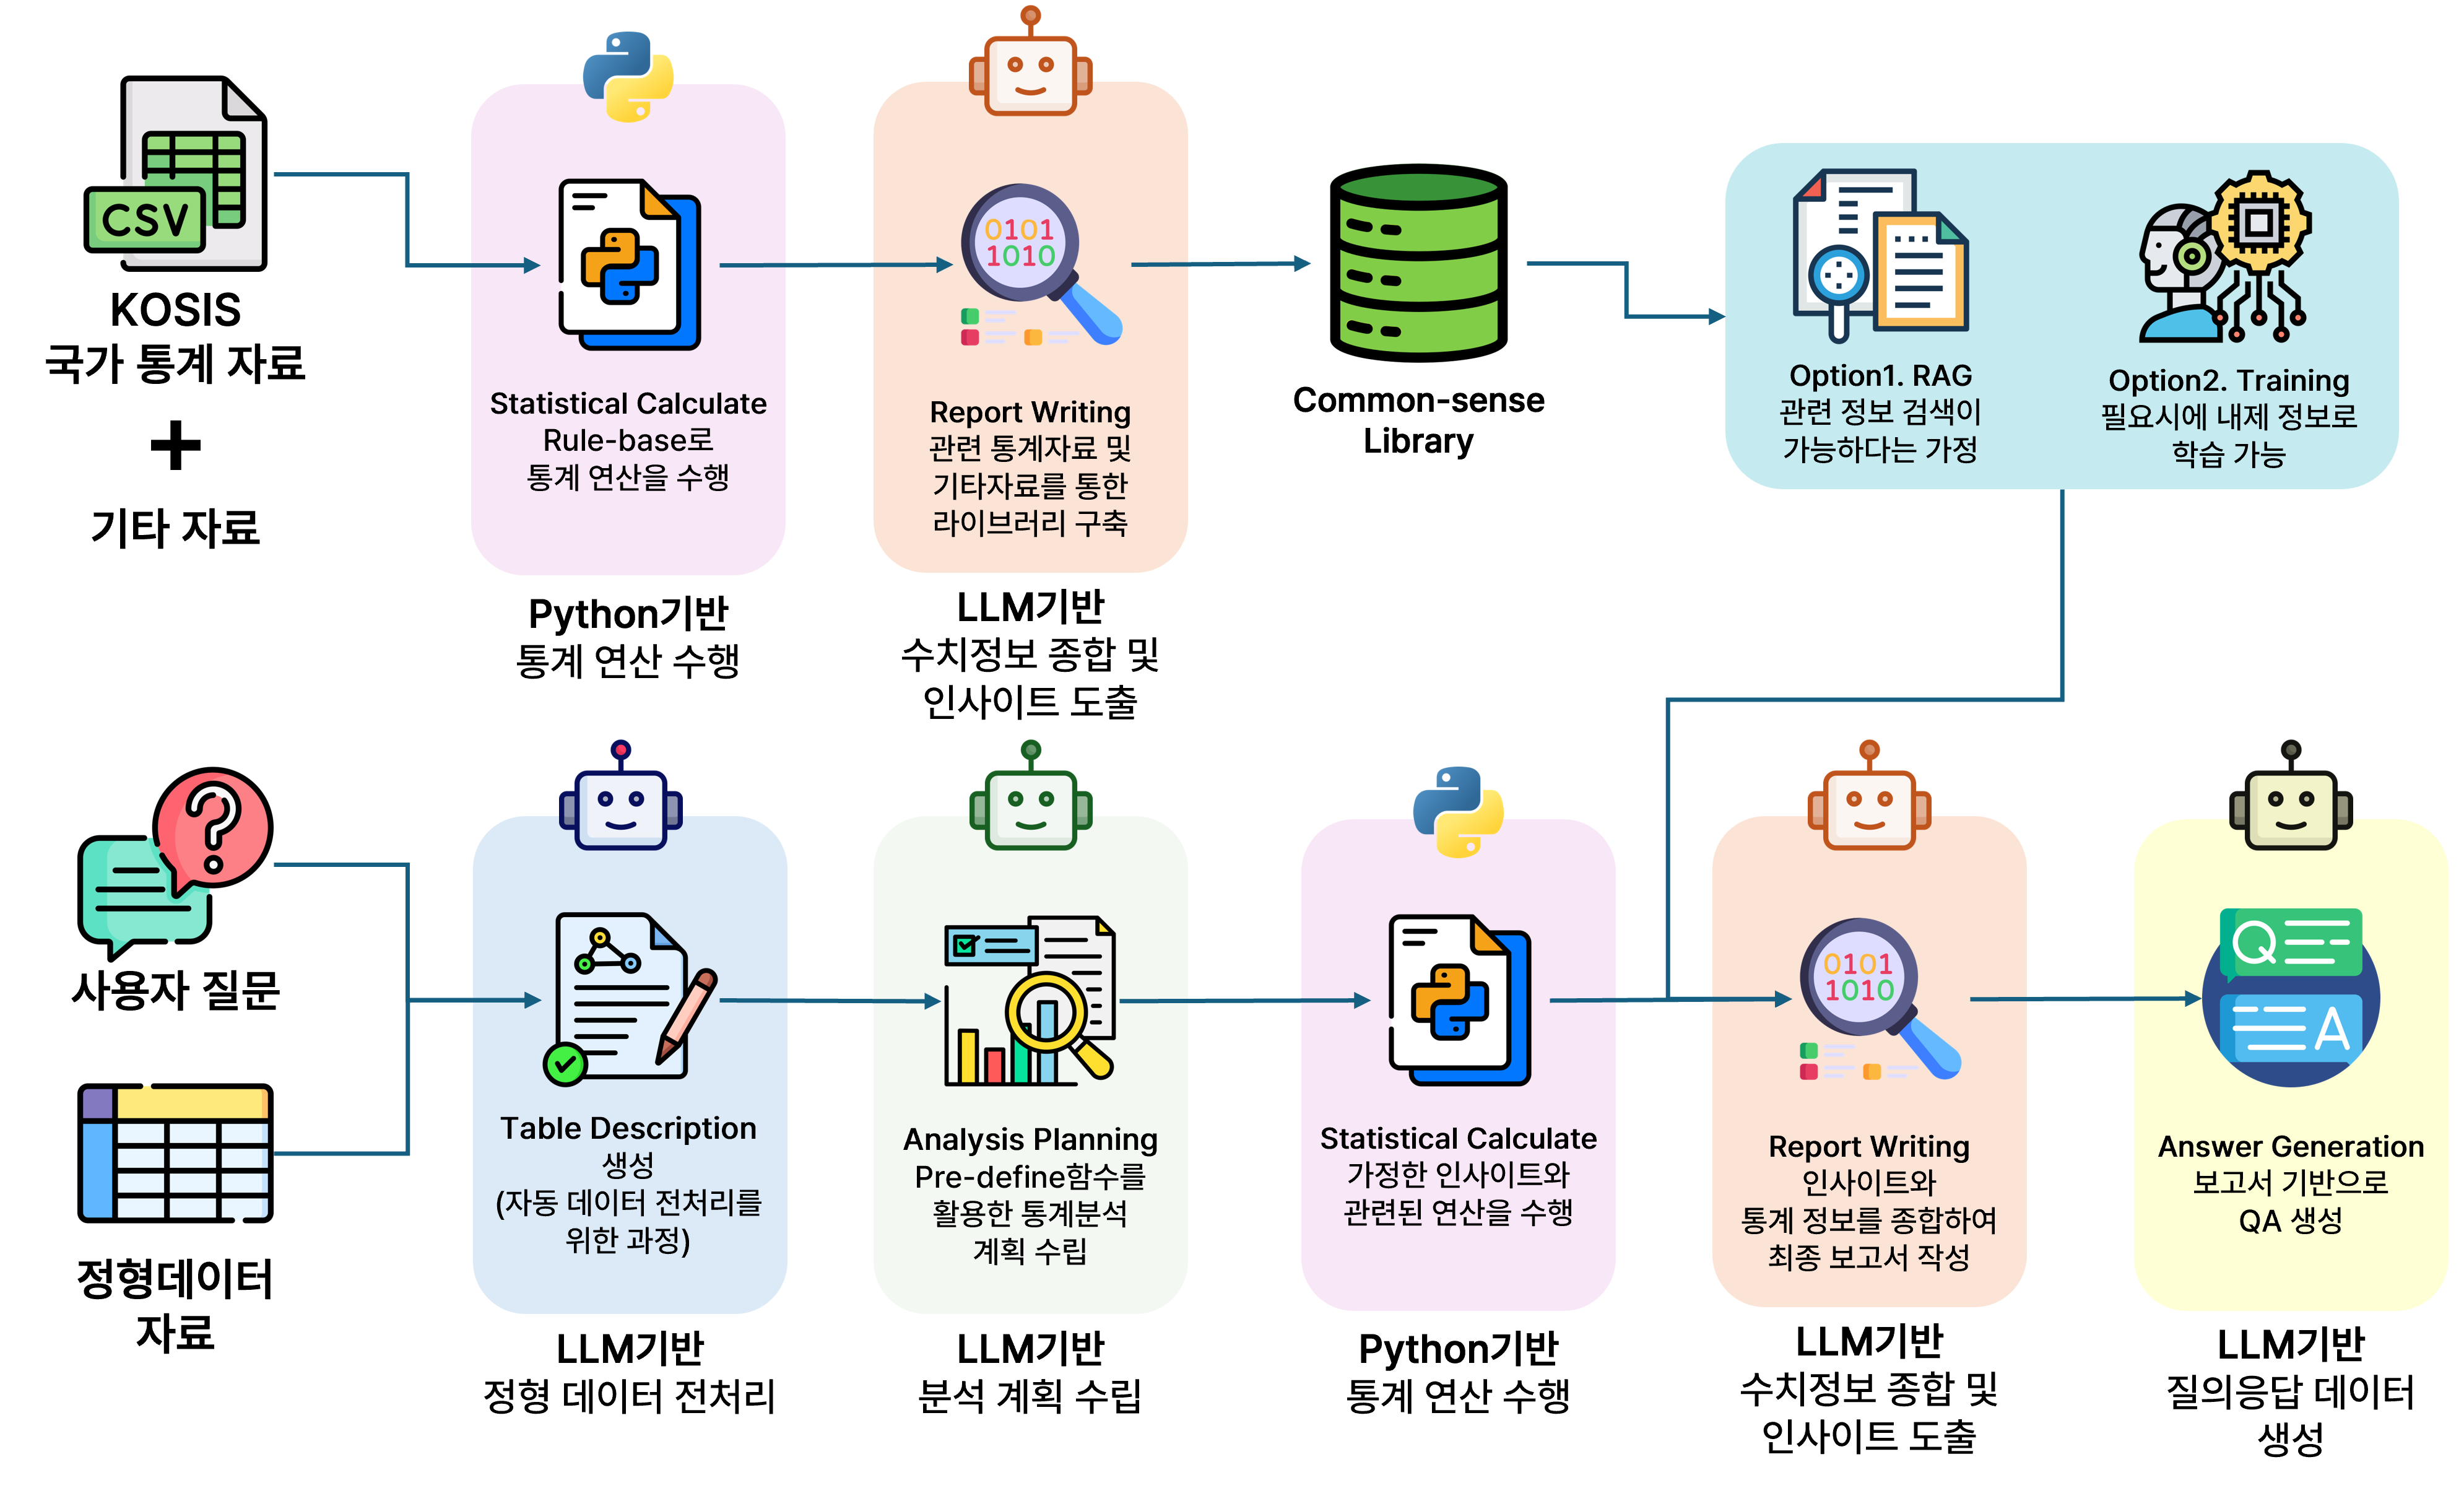 CSV
KOSIS
국가 통계 자료
+
기타 자료
Statistical Calculate
Rule-base로
통계 연산을 수행
Python기반
통계 연산 수행
0101
1010
Report Writing
관련 통계자료 및
기타자료를 통한
라이브러리 구축
LLM기반
수치정보 종합 및
인사이트 도출
Common-sense
Library
Option1. RAG
관련 정보 검색이
가능하다는 가정
Option2. Training
필요시에 내제 정보로
학습 가능
?
사용자 질문
정형데이터
자료
Table Description
생성
(자동 데이터 전처리를
위한 과정)
LLM기반
정형 데이터 전처리
Analysis Planning
Pre-define함수를
활용한 통계분석
계획 수립
LLM기반
분석 계획 수립
Statistical Calculate
가정한 인사이트와
관련된 연산을 수행
Python기반
통계 연산 수행
0101
1010
Report Writing
인사이트와
통계 정보를 종합하여
최종 보고서 작성
LLM기반
수치정보 종합 및
인사이트 도출
Q
A
Answer Generation
보고서 기반으로
QA 생성
LLM기반
질의응답 데이터
생성